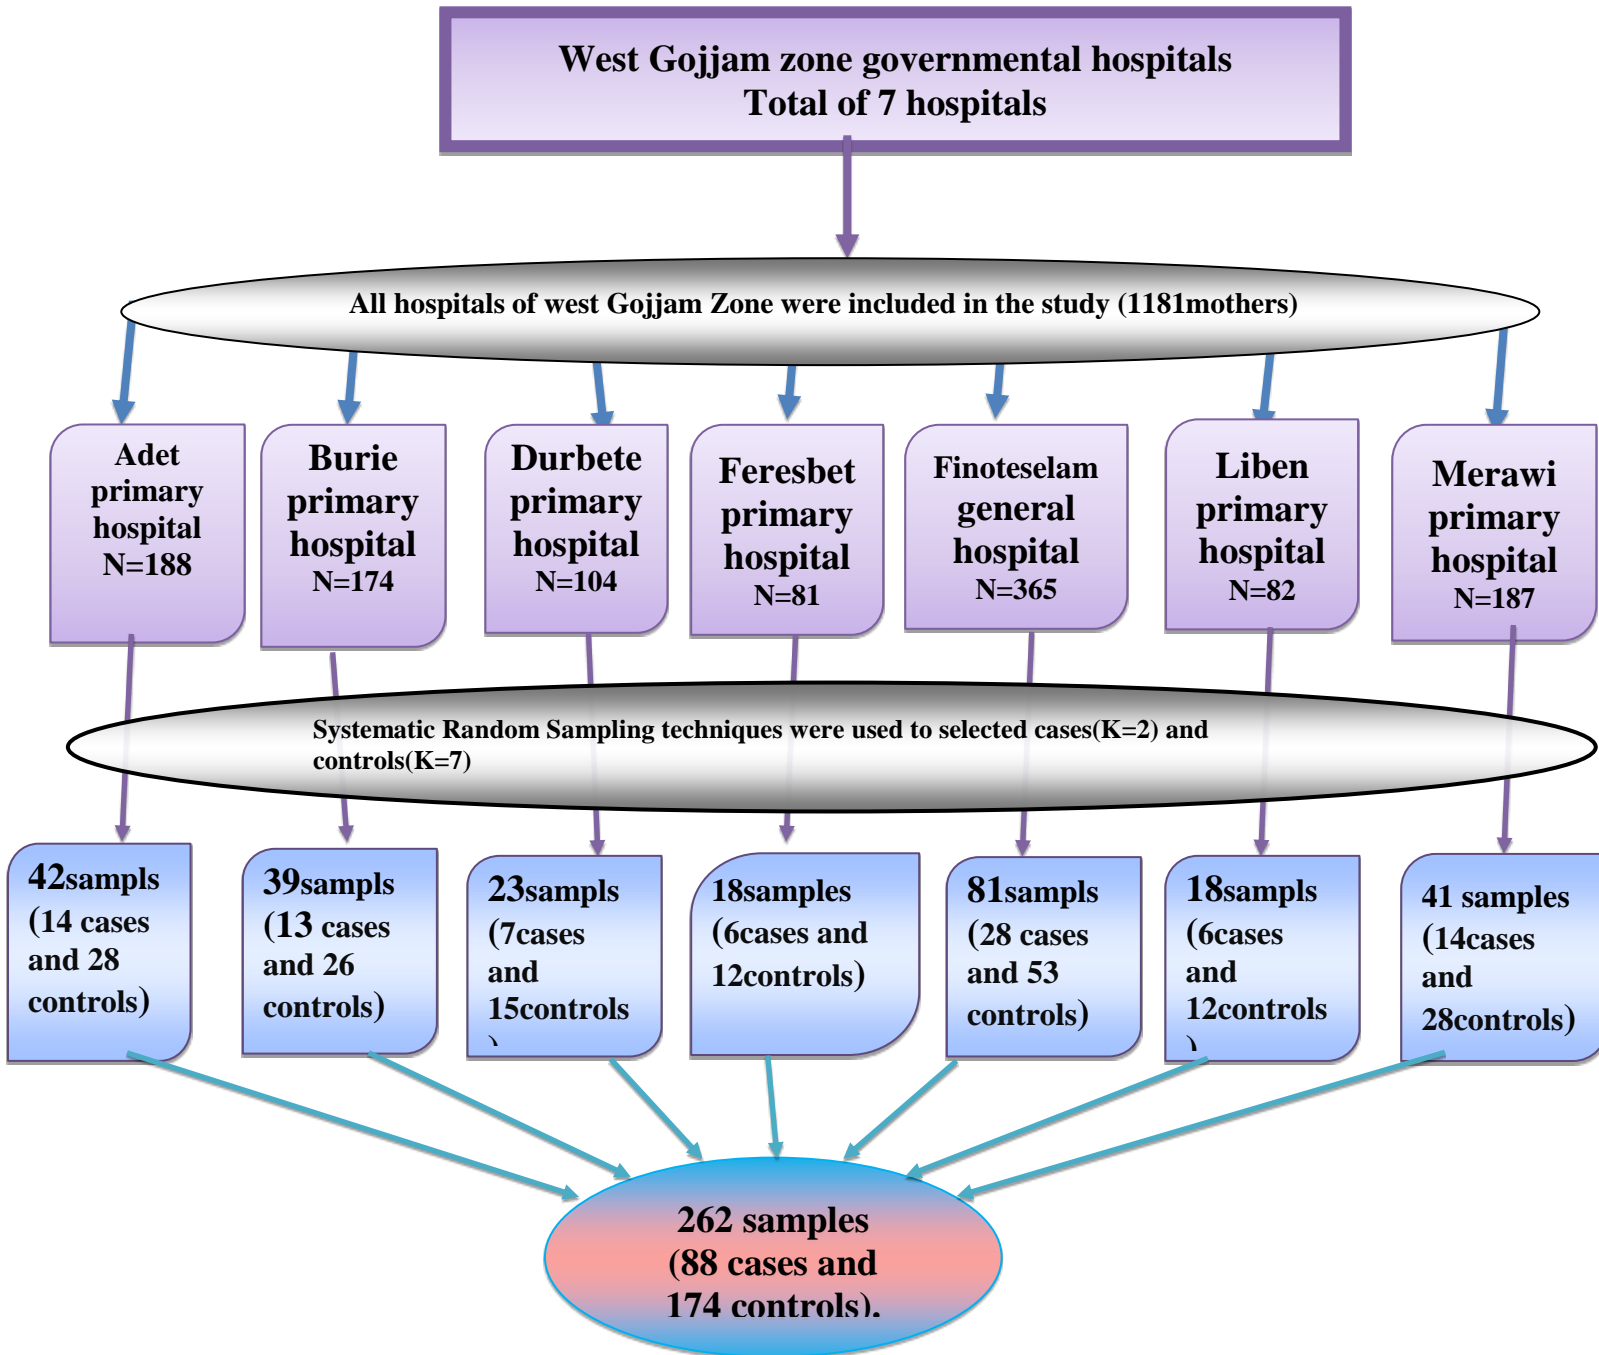 West Gojjam zone governmental hospitals
Total of 7 hospitals
All hospitals of west Gojjam Zone were included in the study (1181mothers)
Adet
primary
hospital
N=188
Burie
primary
hospital
N=174
Durbete
primary
hospital
N=104
Feresbet
primary
hospital
N=81
Finoteselam
general
hospital
N=365
Liben
primary
hospital
N=82
Merawi
primary
hospital
N=187
Systematic Random Sampling techniques were used to selected cases(K=2) and
controls(K=7)
42sampls
(14 cases
and 28
controls)
39sampls
(13 cases
and 26
controls)
23sampls
(7cases
and
15controls
)
18samples
(6cases and
12controls)
81sampls
(28 cases
and 53
controls)
18sampls
(6cases
and
12controls
)
41 samples
(14cases
and
28controls)
262 samples
(88 cases and
174 controls).